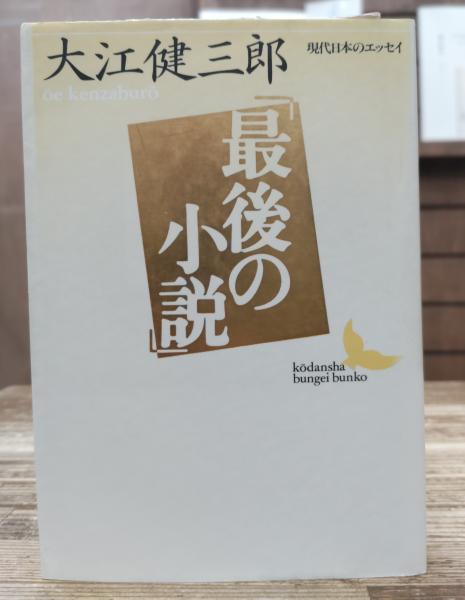 大江健三郎
ōe kenzaburō
現代日本のエッセイ
「最後の
小説」
kōdansha
bungei bunko